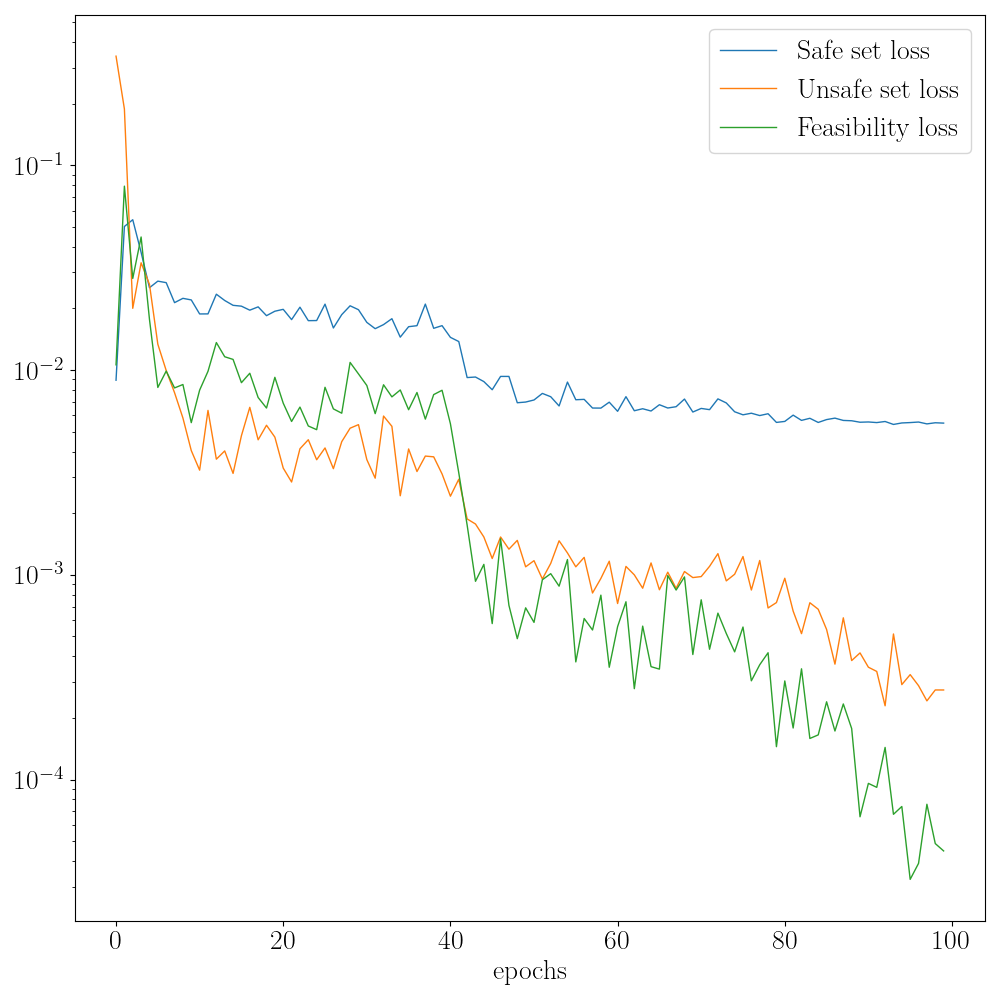 Safe set loss
Unsafe set loss
Feasibility loss
10⁻¹
10⁻²
10⁻³
10⁻⁴
0 20 40 60 80 100
epochs